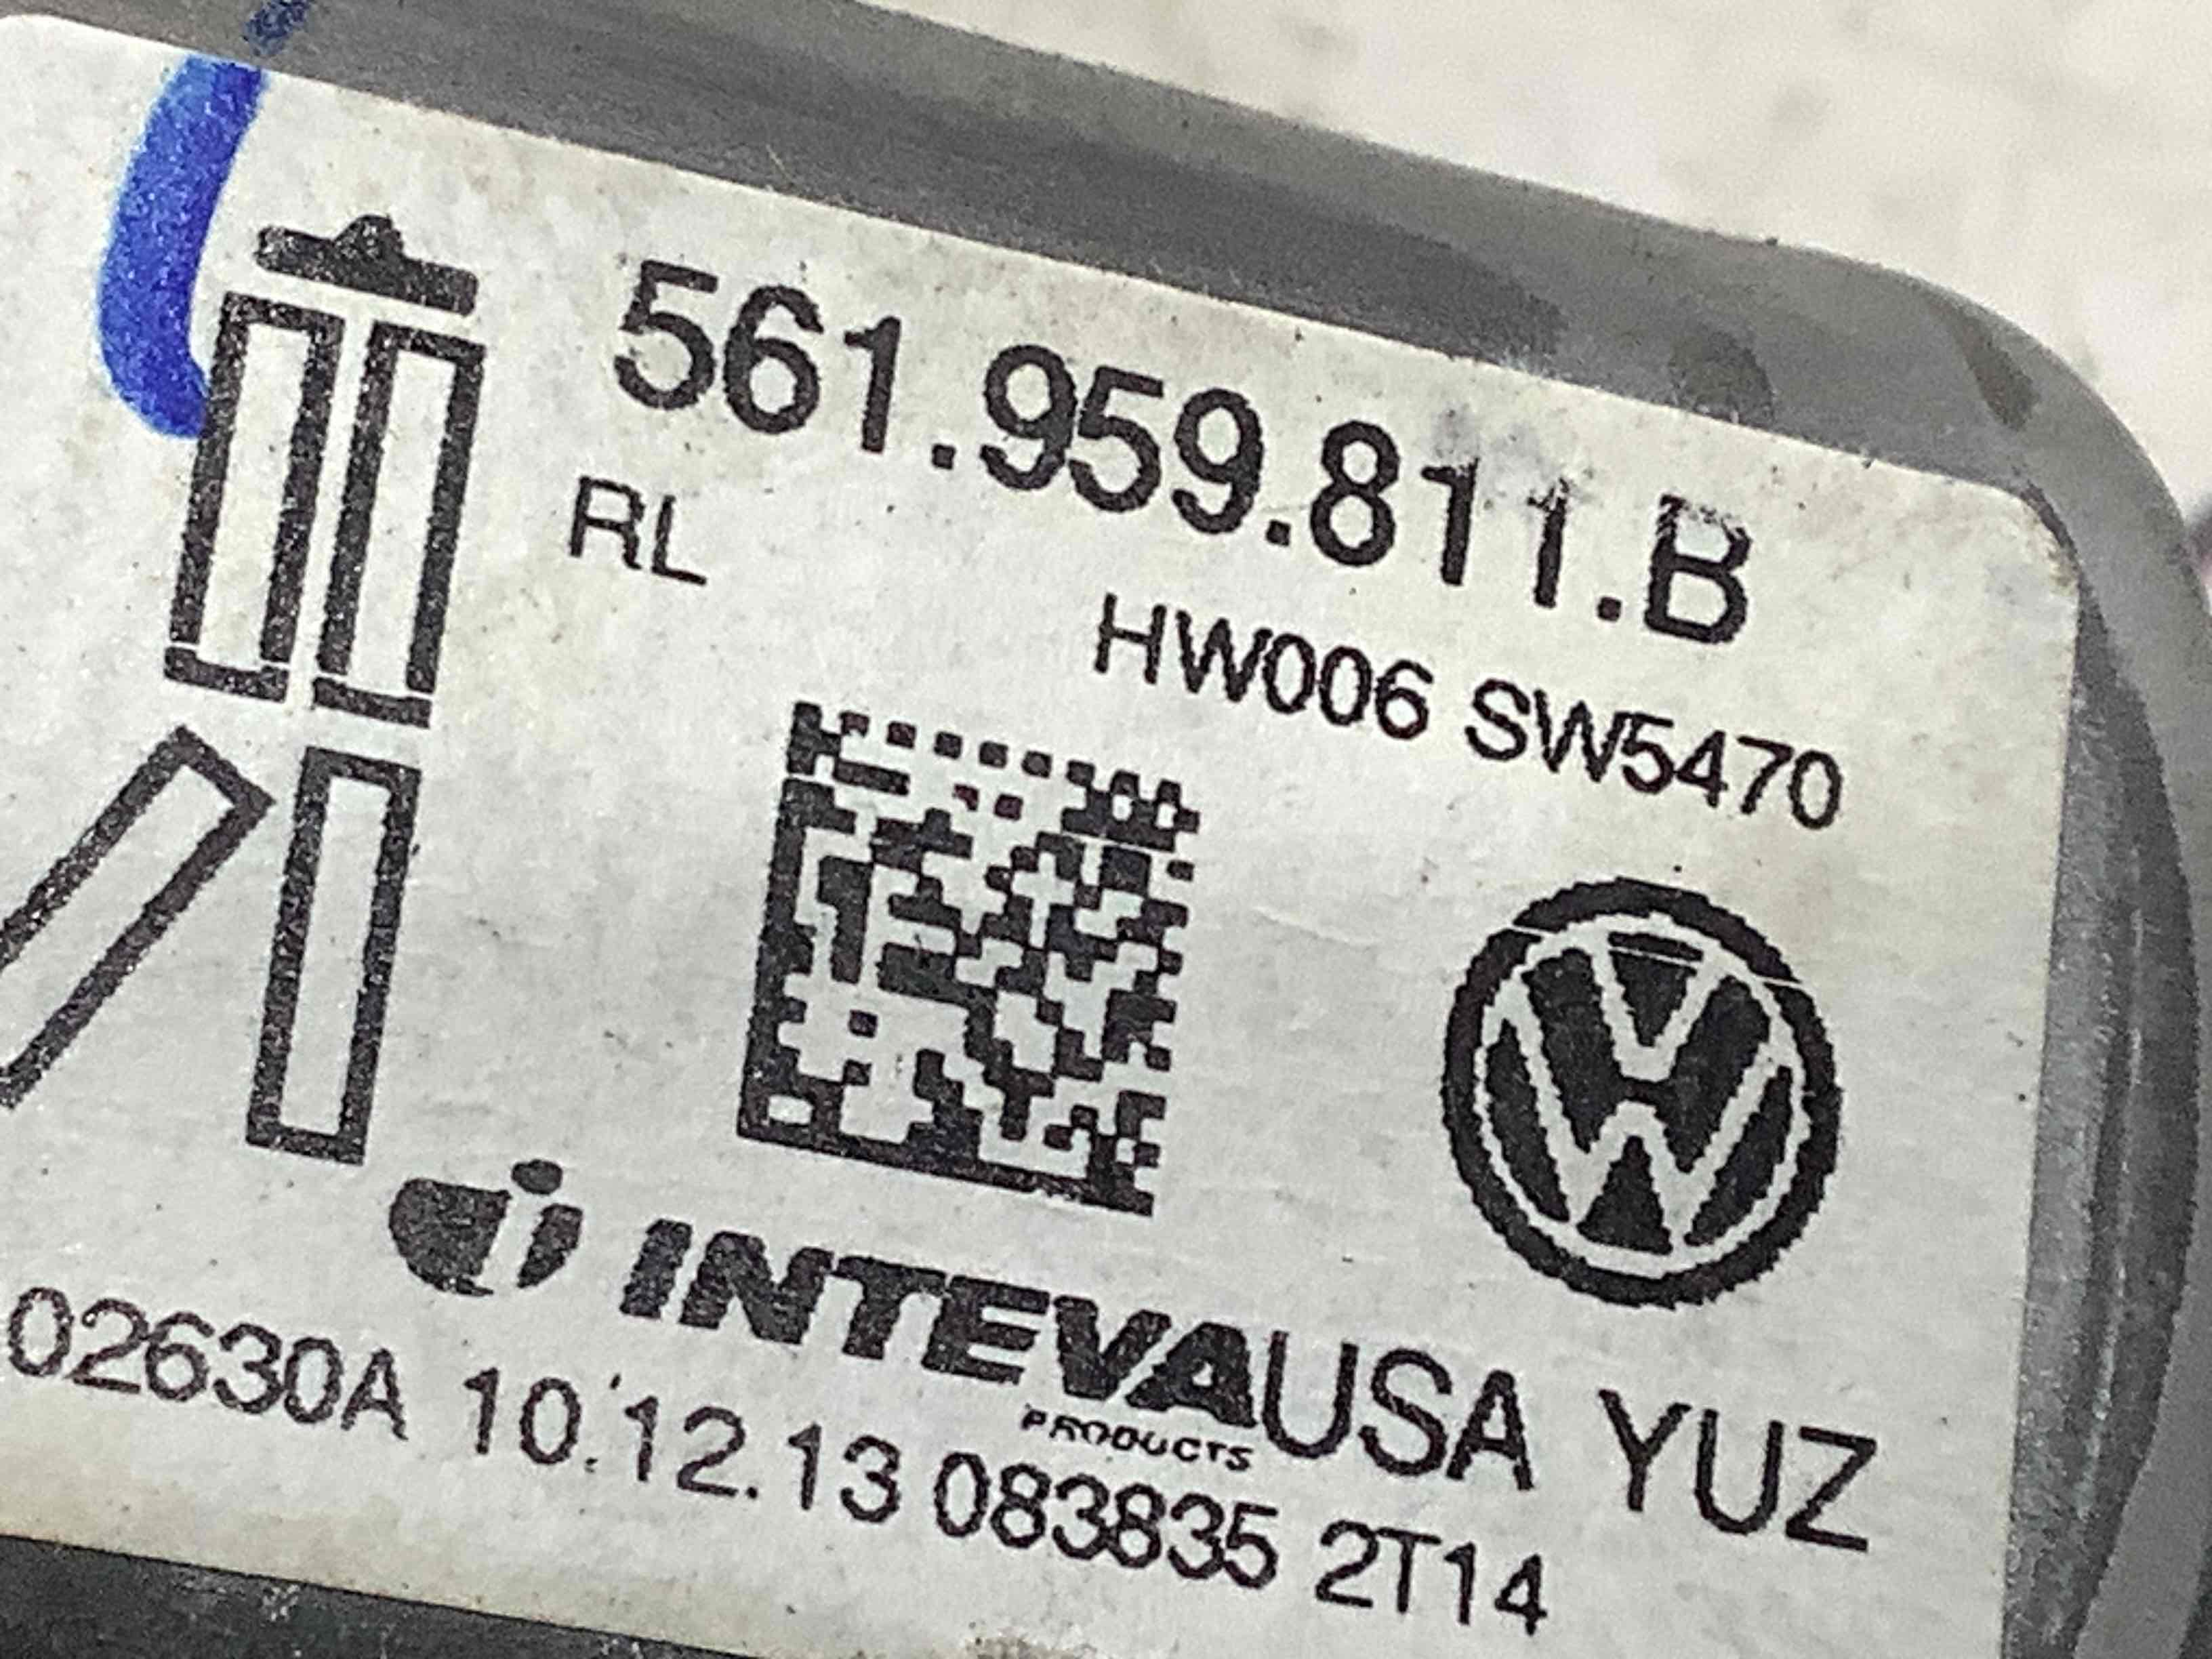 561.959.811.B
RL
HW006 SW5470
INTEVA USA YUZ
PRODUCTS
02630A 10.12.13 083835 2T14